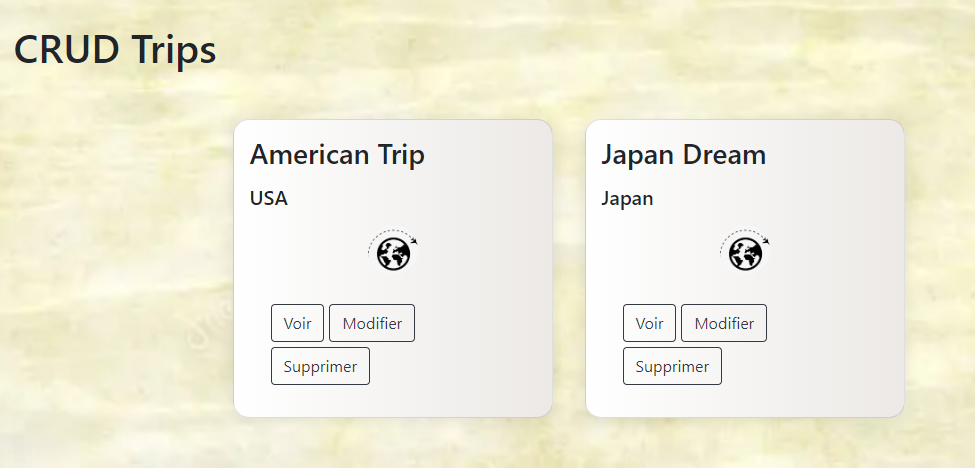 CRUD Trips
American Trip
Japan Dream
USA
Japan
Voir
Modifier
Voir
Modifier
Supprimer
Supprimer